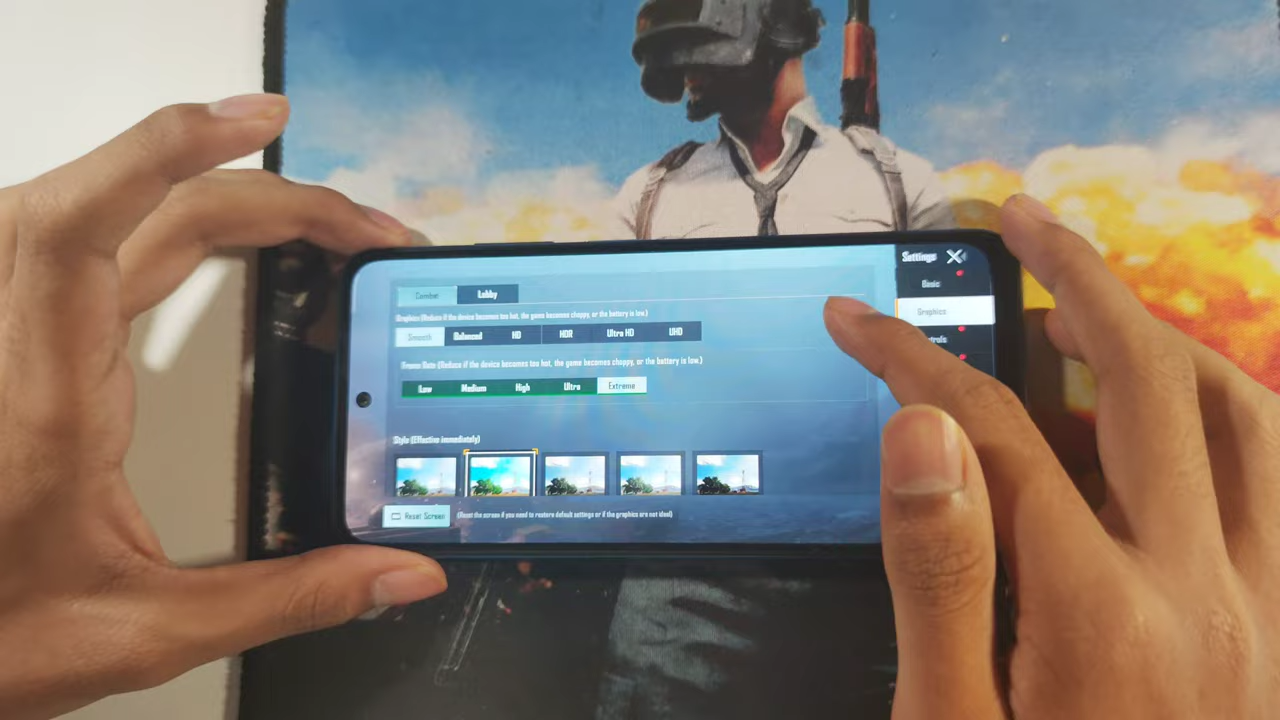 Settings
Combat Lobby
Basic
Graphics (Reduce if the device becomes too hot, the game becomes choppy, or the battery is low.)
Graphics
Smooth Balanced HD HDR Ultra HD UHD
Frame Rate (Reduce if the device becomes too hot, the game becomes choppy, or the battery is low.)
Low Medium High Ultra Extreme
Style (Effective immediately)
Reset Screen (Reset the screen if you need to restore default settings or if the graphics are not ideal)